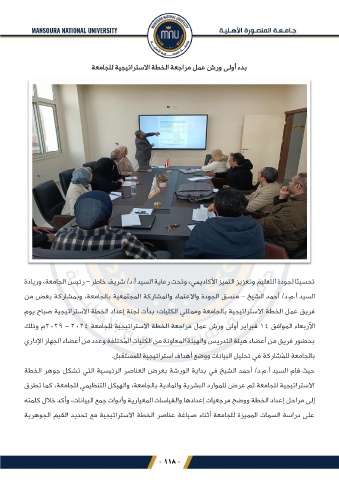 MANSOURA NATIONAL UNIVERSITY
جامعة المنصورة الأهلية
MNU
بدء أولى ورش عمل مراجعة الخطة الاستراتيجية للجامعة
تحسينًا لجودة التعليم وتعزيز التميز الأكاديمي، وتحت رعاية السيد أ.د/ شريف خاطر – رئيس الجامعة، وريادة
السيد أ.م.د/ أحمد الشيخ – منسق الجودة والاعتماد والمشاركة المجتمعية بالجامعة، وبمشاركة بعض من
فريق عمل الخطة الاستراتيجية بالجامعة وممثلي الكليات، بدأت لجنة إعداد الخطة الاستراتيجية صباح يوم
الأربعاء الموافق ١٤ فبراير أولى ورش عمل مراجعة الخطة الاستراتيجية للجامعة ٢٠٢٤ – ٢٠٢٩م وذلك
بحضور فريق من أعضاء هيئة التدريس والهيئة المعاونة من الكليات المختلفة وعدد من أعضاء الجهاز الإداري
بالجامعة للمشاركة في تحليل البيانات ووضع أهداف استراتيجية للمستقبل.
حيث قام السيد أ.م.د/ أحمد الشيخ في بداية الورشة بعرض العناصر الرئيسية التي تشكل جوهر الخطة
الاستراتيجية للجامعة ثم عرض للموارد البشرية والمادية بالجامعة، والهيكل التنظيمي للجامعة، كما تطرق
إلى مراحل إعداد الخطة ووضح مرجعيات إعدادها والقياسات المعيارية وأدوات جمع البيانات، وأكد خلال كلمته
على دراسة السمات المميزة للجامعة أثناء صياغة عناصر الخطة الاستراتيجية مع تحديد القيم الجوهرية
- ١١٨ -